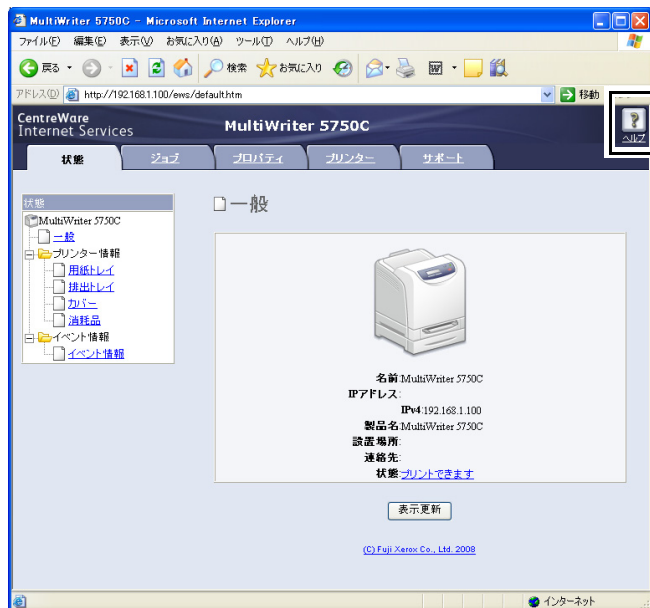 MultiWriter 5750C - Microsoft Internet Explorer
ファイル(F) 編集(E) 表示(V) お気に入り(A) ツール(T) ヘルプ(H)
戻る 検索 お気に入り
アドレス(D) http://192.168.1.100/ews/default.htm 移動
CentreWare
Internet Services
MultiWriter 5750C
?
ヘルプ
状態 ジョブ プロパティ プリンター サポート
状態
MultiWriter 5750C
一般
プリンター情報
用紙トレイ
排出トレイ
カバー
消耗品
イベント情報
イベント情報
一般
名前:MultiWriter 5750C
IPアドレス:
IPv4:192.168.1.100
製品名:MultiWriter 5750C
設置場所:
連絡先:
状態:プリントできます
表示更新
(C) Fuji Xerox Co., Ltd. 2008
インターネット